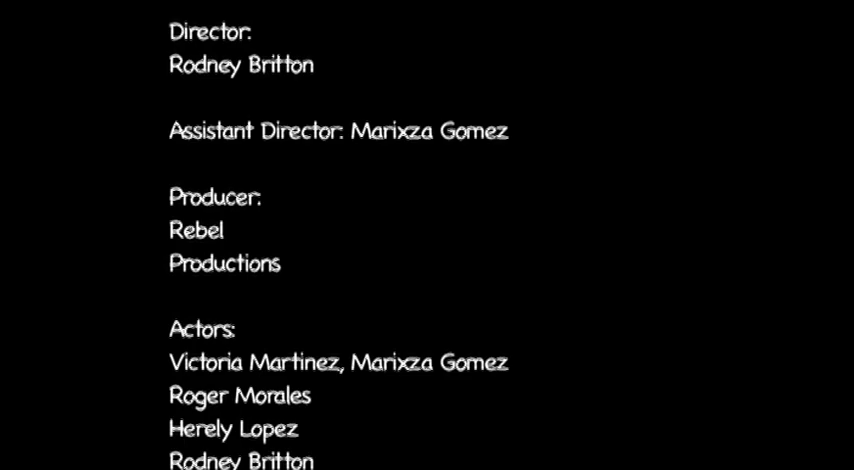 Director:
Rodney Britton
Assistant Director: Marixza Gomez
Producer:
Rebel
Productions
Actors:
Victoria Martinez, Marixza Gomez
Roger Morales
Herely Lopez
Rodney Britton